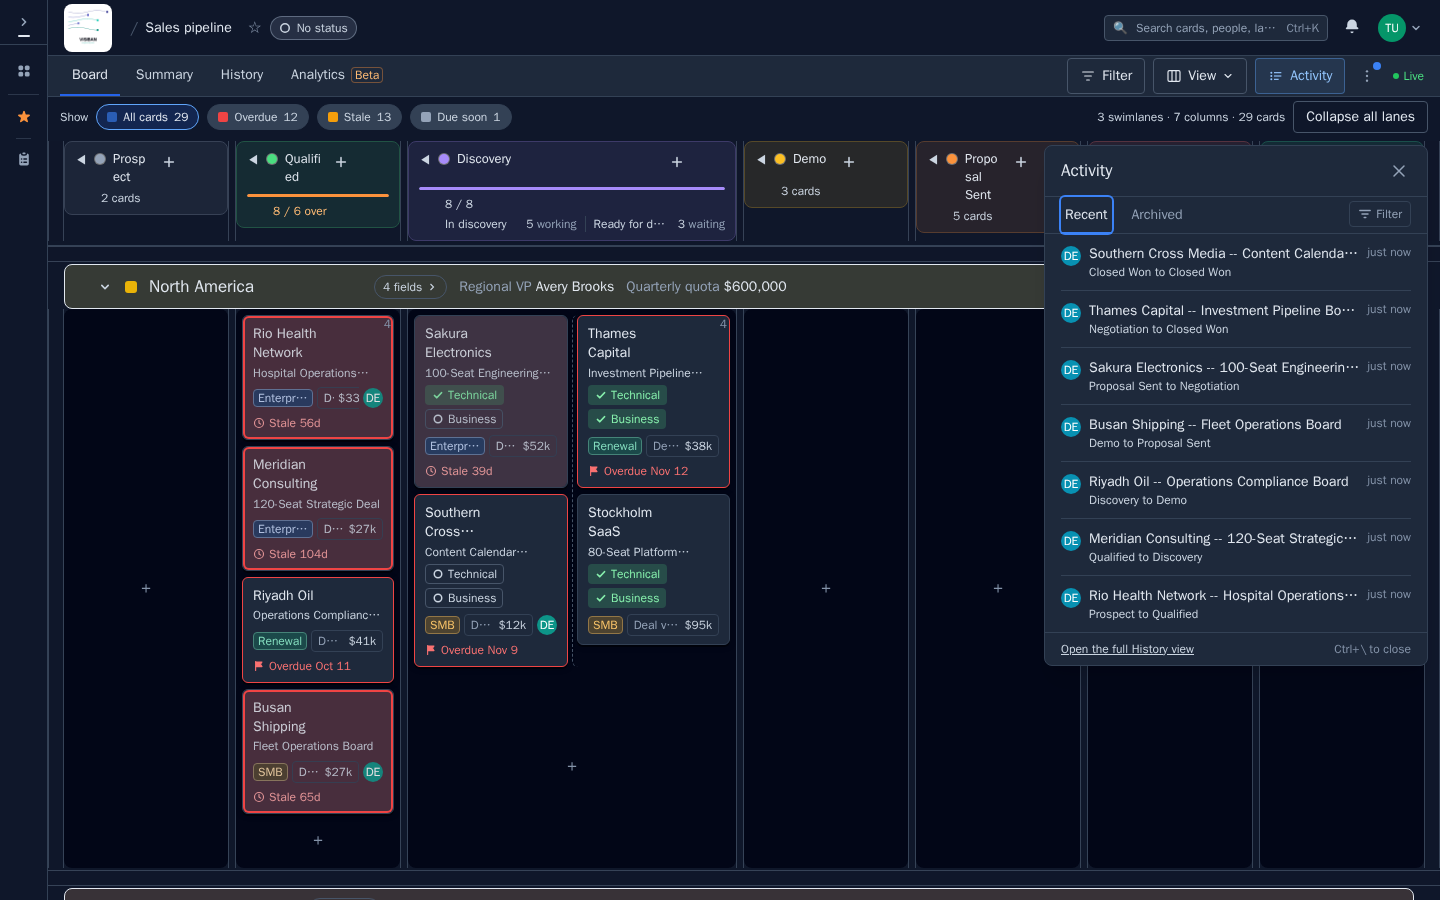 / Sales pipeline ☆ No status
Search cards, people, la··· Ctrl+K
TU
Board Summary History Analytics Beta
Filter View Activity Live
Show All cards 29 Overdue 12 Stale 13 Due soon 1
3 swimlanes · 7 columns · 29 cards Collapse all lanes
Prosp
ect
2 cards
Qualifi
ed
8 / 6 over
Discovery
8 / 8
In discovery 5 working Ready for d··· 3 waiting
Demo
3 cards
Propo
sal
Sent
5 cards
North America 4 fields Regional VP Avery Brooks Quarterly quota $600,000
4
Rio Health
Network
Hospital Operations···
Enterpr··· D· $33 DE
Stale 56d
Meridian
Consulting
120-Seat Strategic Deal
Enterpr··· D··· $27k
Stale 104d
Riyadh Oil
Operations Complianc···
Renewal D··· $41k
Overdue Oct 11
Busan
Shipping
Fleet Operations Board
SMB D··· $27k DE
Stale 65d
Sakura
Electronics
100-Seat Engineering···
Technical
Business
Enterpr··· D··· $52k
Stale 39d
Southern
Cross···
Content Calendar···
Technical
Business
SMB D··· $12k DE
Overdue Nov 9
4
Thames
Capital
Investment Pipeline···
Technical
Business
Renewal De··· $38k
Overdue Nov 12
Stockholm
SaaS
80-Seat Platform···
Technical
Business
SMB Deal v··· $95k
Activity
Recent Archived Filter
DE Southern Cross Media -- Content Calenda··· just now
Closed Won to Closed Won
DE Thames Capital -- Investment Pipeline Bo··· just now
Negotiation to Closed Won
DE Sakura Electronics -- 100-Seat Engineerin··· just now
Proposal Sent to Negotiation
DE Busan Shipping -- Fleet Operations Board just now
Demo to Proposal Sent
DE Riyadh Oil -- Operations Compliance Board just now
Discovery to Demo
DE Meridian Consulting -- 120-Seat Strategic··· just now
Qualified to Discovery
DE Rio Health Network -- Hospital Operations··· just now
Prospect to Qualified
Open the full History view Ctrl+\ to close